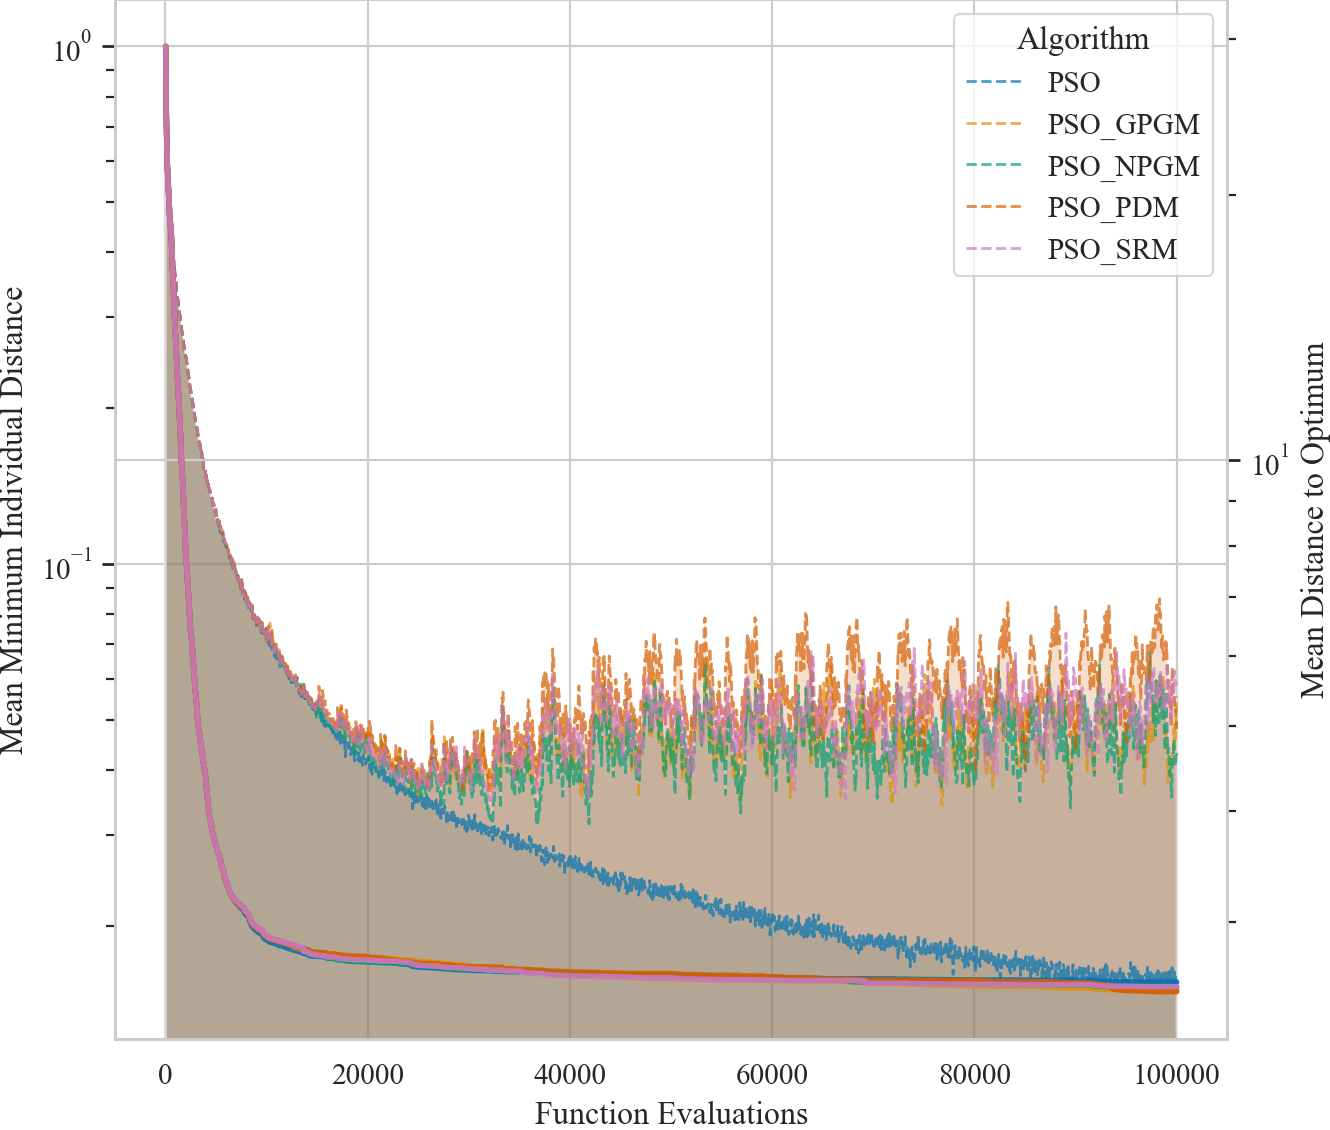 Algorithm
PSO
PSO_GPGM
PSO_NPGM
PSO_PDM
PSO_SRM
Mean Minimum Individual Distance
10^0
10^−1
10^1
Mean Distance to Optimum
0
20000
40000
60000
80000
100000
Function Evaluations